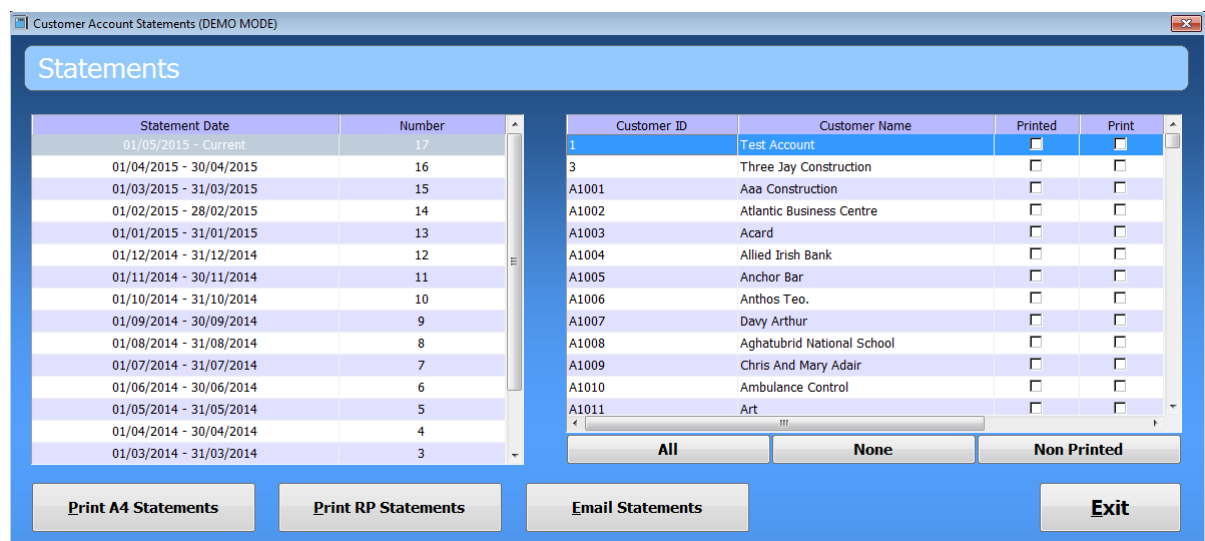 Customer Account Statements (DEMO MODE)
Statements
Statement Date Number
01/05/2015 - Current 17
01/04/2015 - 30/04/2015 16
01/03/2015 - 31/03/2015 15
01/02/2015 - 28/02/2015 14
01/01/2015 - 31/01/2015 13
01/12/2014 - 31/12/2014 12
01/11/2014 - 30/11/2014 11
01/10/2014 - 31/10/2014 10
01/09/2014 - 30/09/2014 9
01/08/2014 - 31/08/2014 8
01/07/2014 - 31/07/2014 7
01/06/2014 - 30/06/2014 6
01/05/2014 - 31/05/2014 5
01/04/2014 - 30/04/2014 4
01/03/2014 - 31/03/2014 3
Customer ID Customer Name Printed Print
1 Test Account
3 Three Jay Construction
A1001 Aaa Construction
A1002 Atlantic Business Centre
A1003 Acard
A1004 Allied Irish Bank
A1005 Anchor Bar
A1006 Anthos Teo.
A1007 Davy Arthur
A1008 Aghatubrid National School
A1009 Chris And Mary Adair
A1010 Ambulance Control
A1011 Art
All None Non Printed
Print A4 Statements Print RP Statements Email Statements Exit